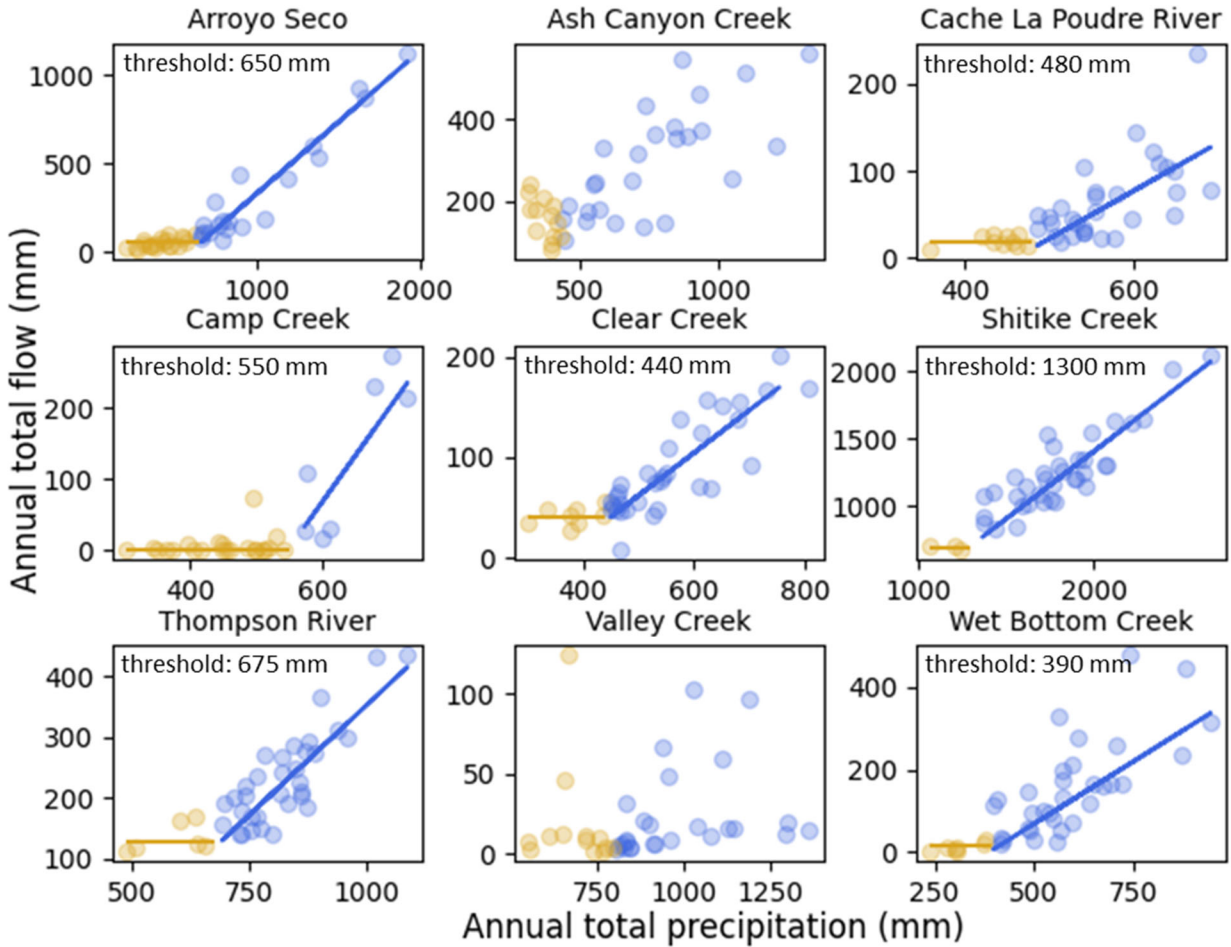 Arroyo Seco
Ash Canyon Creek
Cache La Poudre River
threshold: 650 mm
threshold: 480 mm
1000
500
0
400
200
200
100
0
1000
2000
500
1000
400
600
Camp Creek
Clear Creek
Shitike Creek
threshold: 550 mm
threshold: 440 mm
threshold: 1300 mm
200
100
0
200
100
0
2000
1500
1000
400
600
400
600
800
1000
2000
Thompson River
Valley Creek
Wet Bottom Creek
threshold: 675 mm
threshold: 390 mm
400
300
200
100
100
50
0
400
200
0
500
750
1000
750
1000
1250
250
500
750
Annual total flow (mm)
Annual total precipitation (mm)